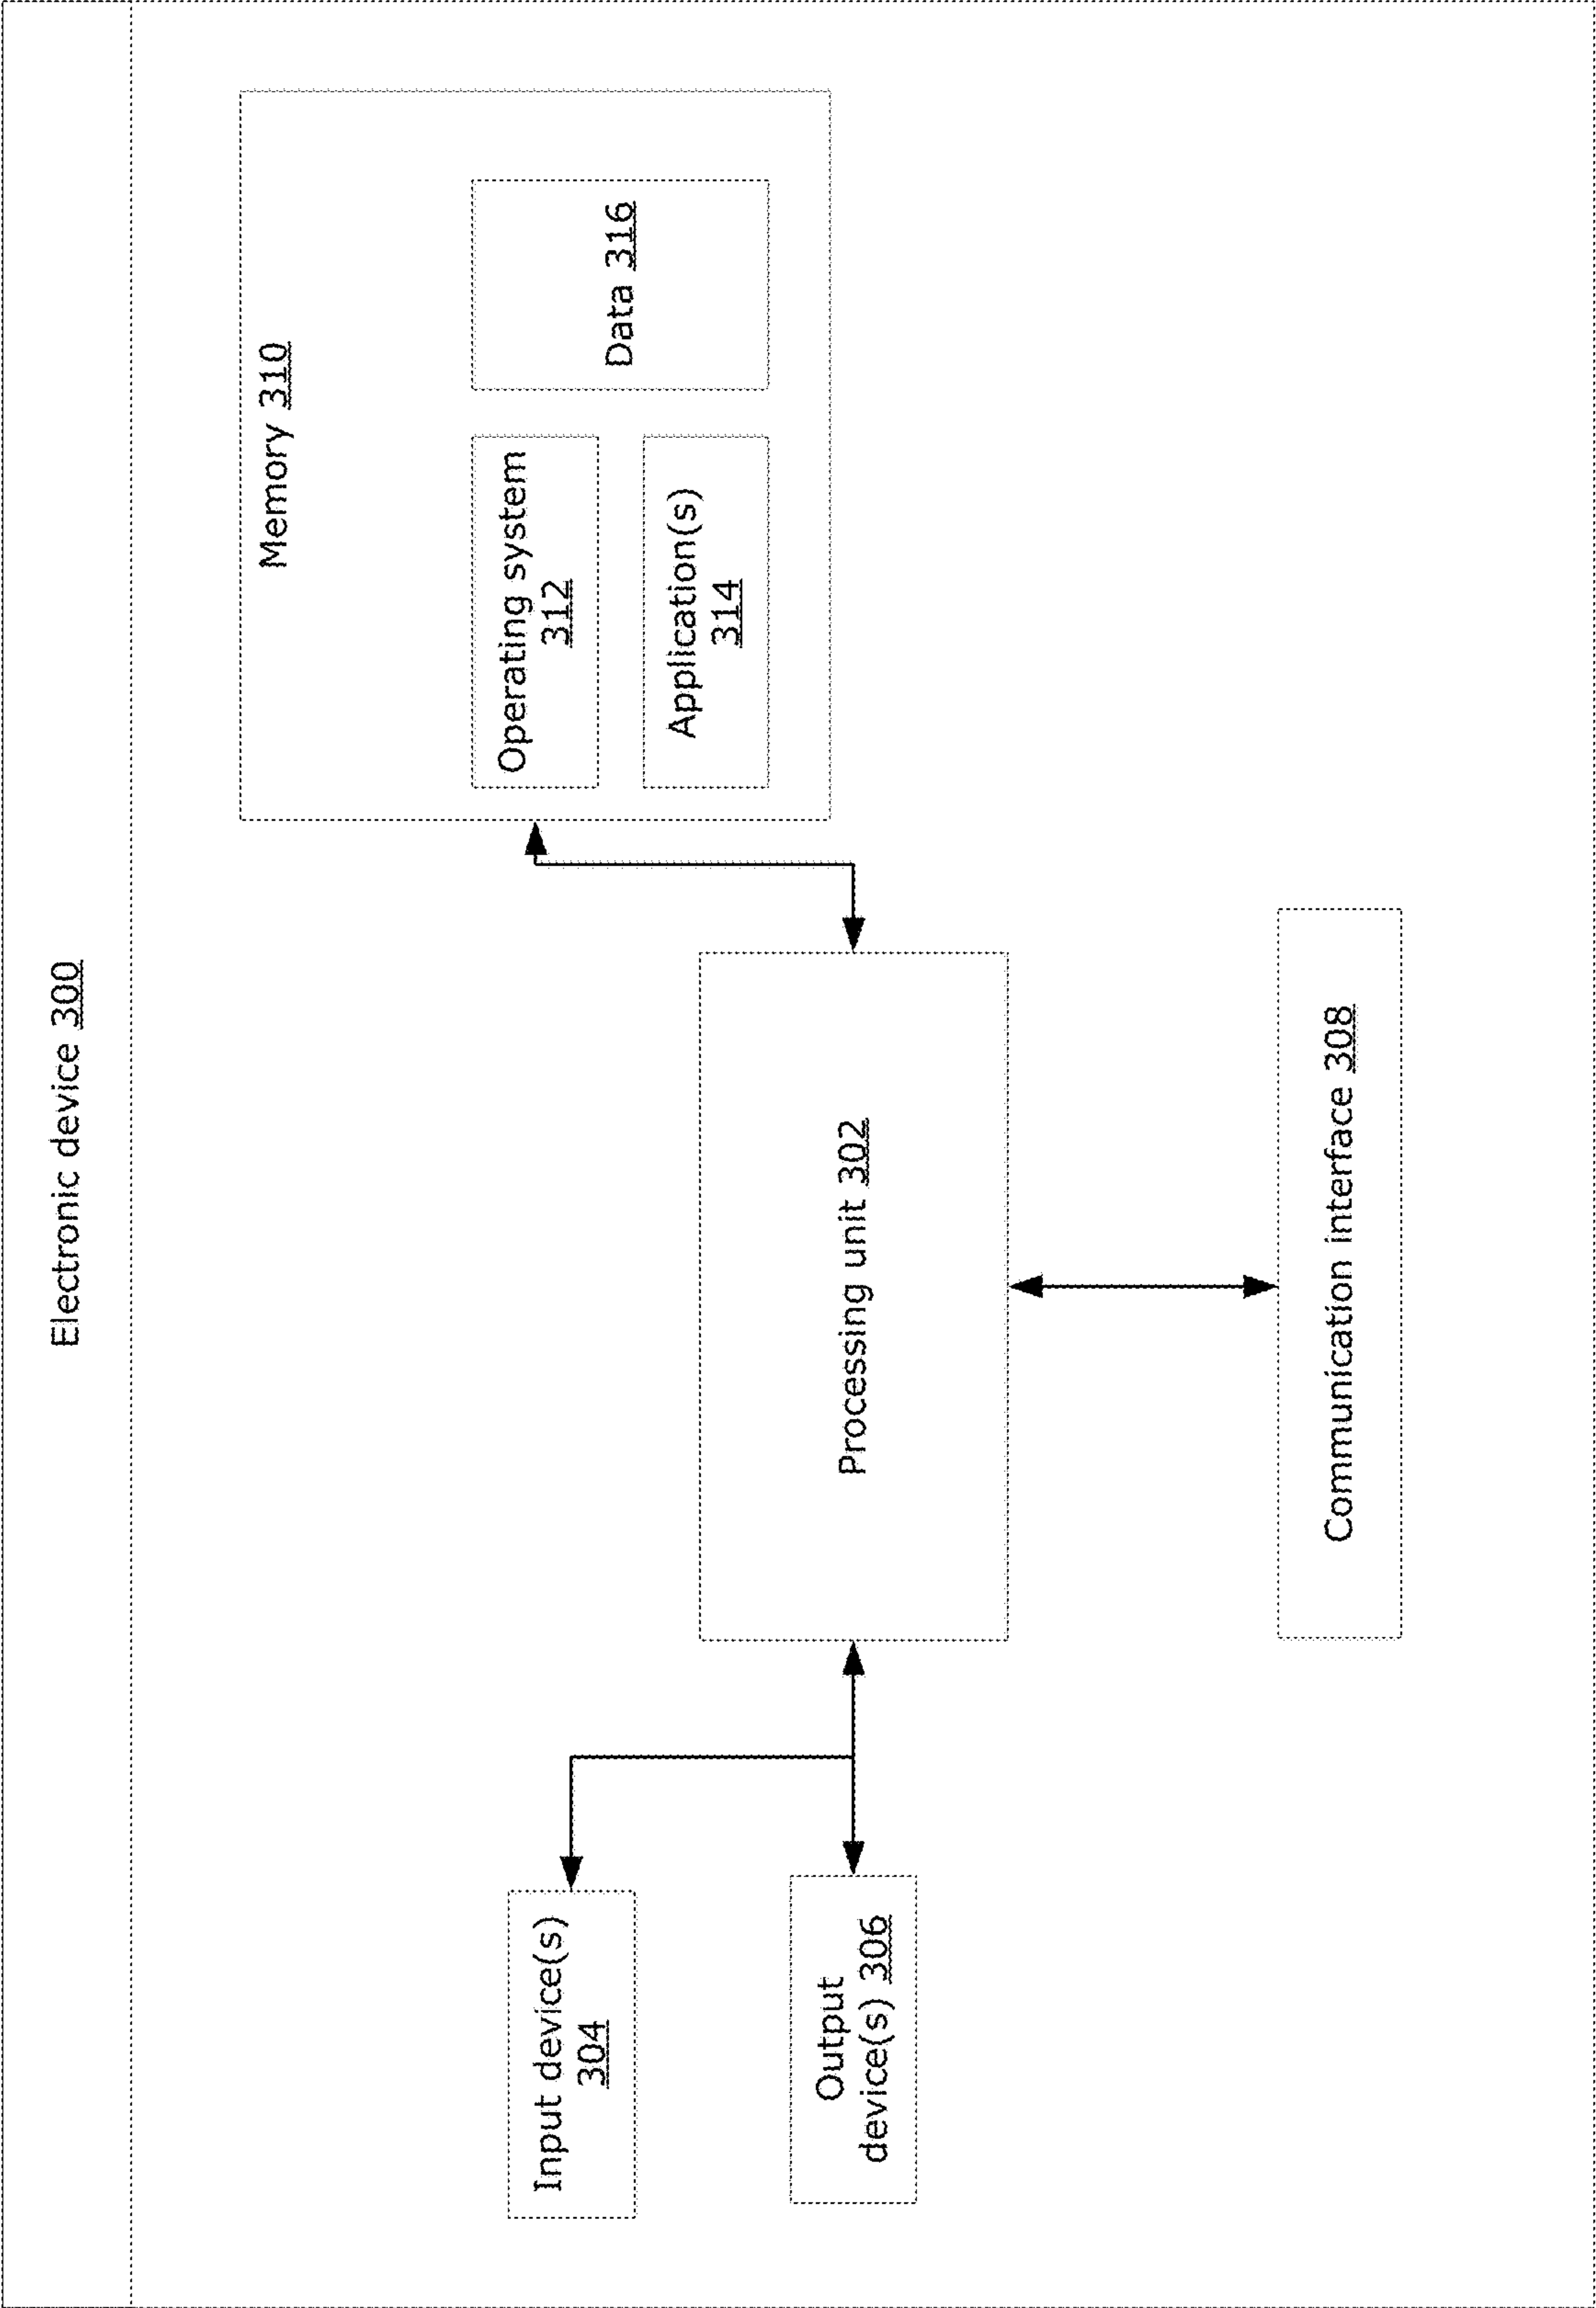 Electronic device 300
Memory 310
Operating system
312
Application(s)
314
Data 316
Input device(s)
304
Output
device(s) 306
Processing unit 302
Communication interface 308